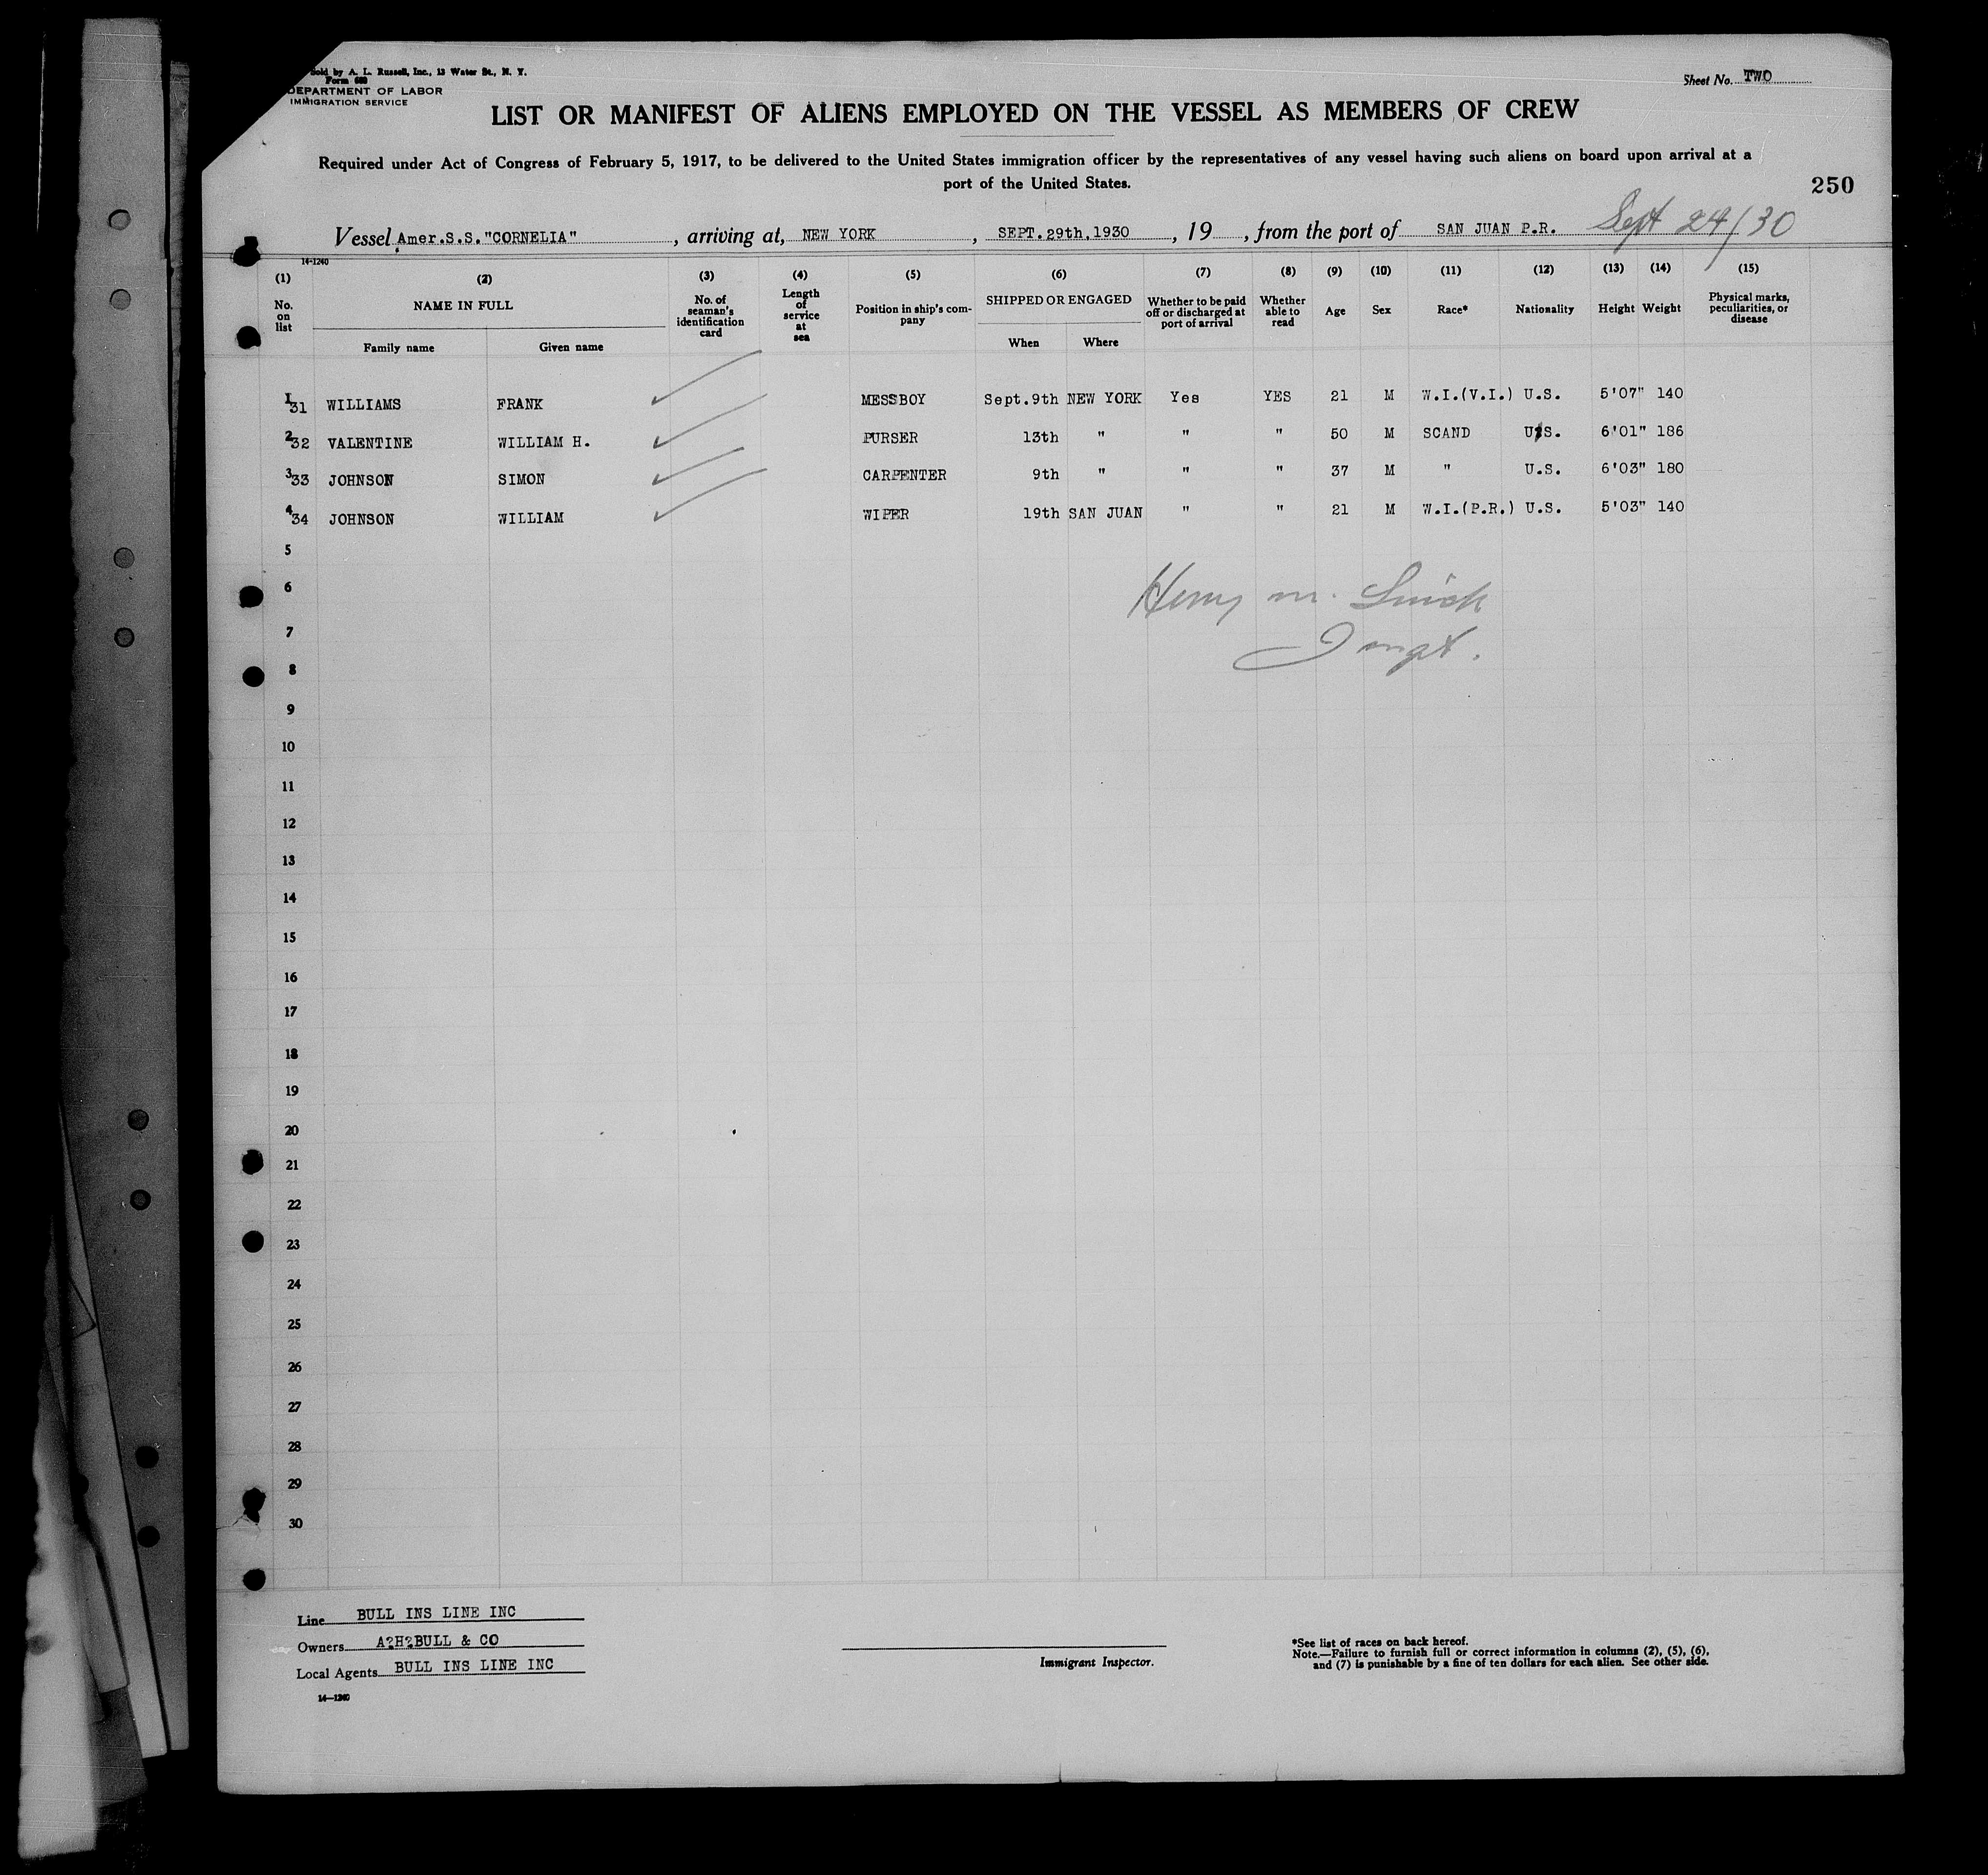 Sold by A. L. Russell, Inc., 13 Water St., N. Y.
Form 689
DEPARTMENT OF LABOR
IMMIGRATION SERVICE
Sheet No. TWO
LIST OR MANIFEST OF ALIENS EMPLOYED ON THE VESSEL AS MEMBERS OF CREW
Required under Act of Congress of February 5, 1917, to be delivered to the United States immigration officer by the representatives of any vessel having such aliens on board upon arrival at a
port of the United States.
250
Vessel Amer.S.S."CORNELIA", arriving at, NEW YORK, SEPT.29th,1930, 19, from the port of SAN JUAN P.R. Sept 24/30
14-1240
(1) (2) (3) (4) (5) (6) (7) (8) (9) (10) (11) (12) (13) (14) (15)
No. on list NAME IN FULL Family name Given name No. of seaman's identification card Length of service at sea Position in ship's company SHIPPED OR ENGAGED When Where Whether to be paid off or discharged at port of arrival Whether able to read Age Sex Race* Nationality Height Weight Physical marks, peculiarities, or disease
1 31 WILLIAMS FRANK MESSBOY Sept.9th NEW YORK Yes YES 21 M W.I.(V.I.) U.S. 5'07" 140
2 32 VALENTINE WILLIAM H. PURSER 13th " " " 50 M SCAND U.S. 6'01" 186
3 33 JOHNSON SIMON CARPENTER 9th " " " 37 M " U.S. 6'03" 180
4 34 JOHNSON WILLIAM WIPER 19th SAN JUAN " " 21 M W.I.(P.R.) U.S. 5'03" 140
5
6
Henry M.
7
8
9
10
11
12
13
14
15
16
17
18
19
20
21
22
23
24
25
26
27
28
29
30
Line BULL INS LINE INC
Owners A?H?BULL & CO
Local Agents BULL INS LINE INC
14—1240
Immigrant Inspector.
*See list of races on back hereof.
Note.—Failure to furnish full or correct information in columns (2), (5), (6),
and (7) is punishable by a fine of ten dollars for each alien. See other side.